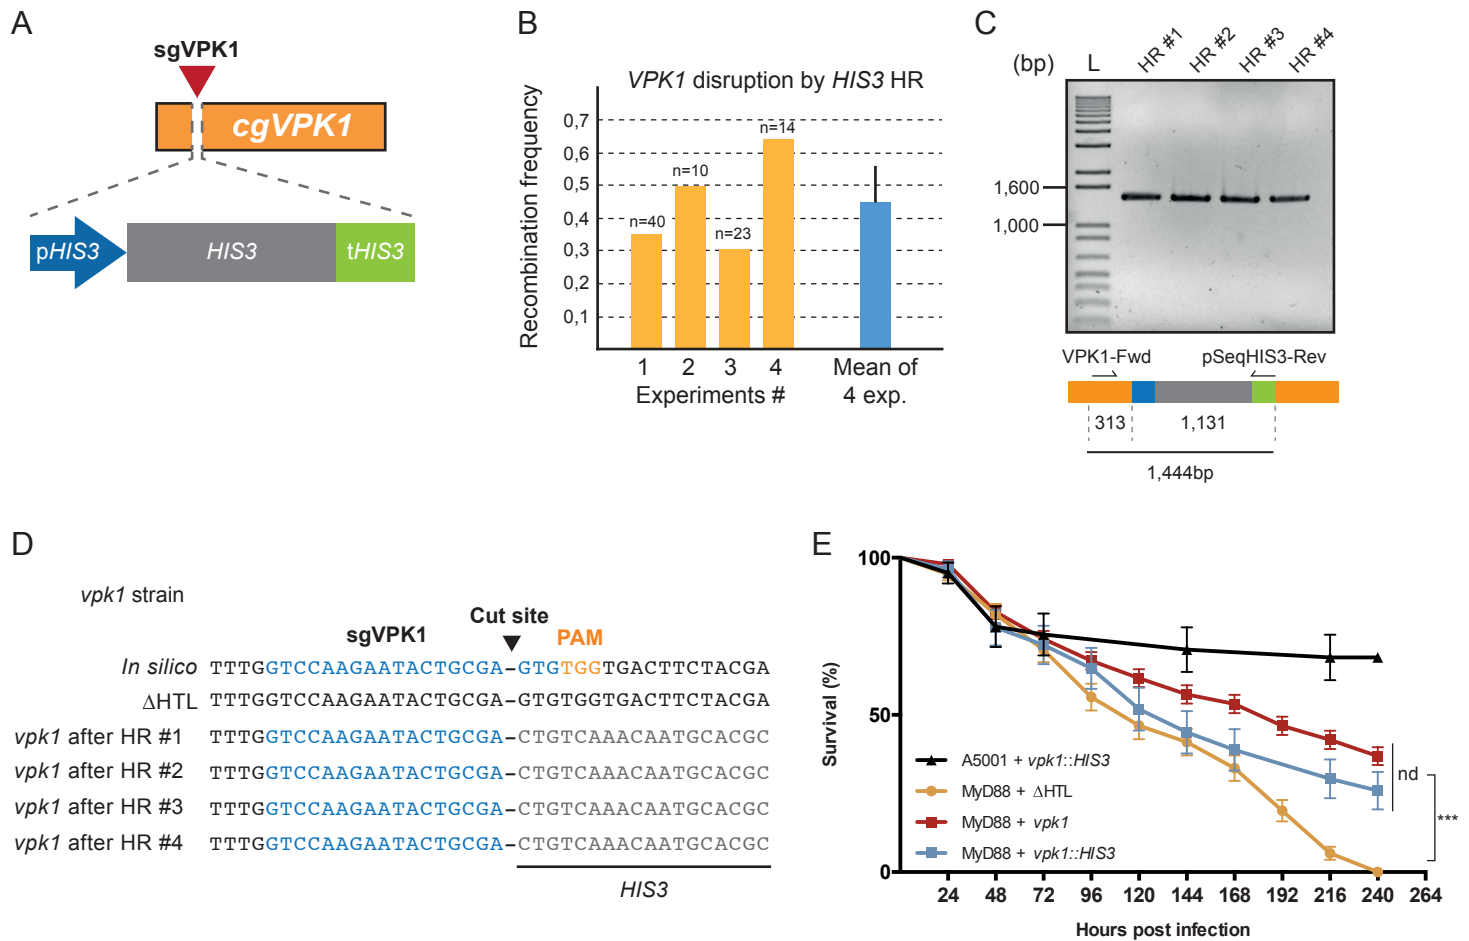 A
sgVPK1
cgVPK1
pHIS3
HIS3
tHIS3
B
VPK1 disruption by HIS3 HR
Recombination frequency
0,7
0,6
0,5
0,4
0,3
0,2
0,1
n=40
n=10
n=23
n=14
1
2
3
4
Experiments #
Mean of
4 exp.
C
(bp)
L
HR #1
HR #2
HR #3
HR #4
1,600
1,000
VPK1-Fwd
pSeqHIS3-Rev
313
1,131
1,444bp
D
vpk1 strain
sgVPK1
Cut site
PAM
In silico TTTGGTCCAAGAATACTGCGA–GTGTGGTGACTTCTACGA
ΔHTL TTTGGTCCAAGAATACTGCGA–GTGTGGTGACTTCTACGA
vpk1 after HR #1 TTTGGTCCAAGAATACTGCGA–CTGTCAAACAATGCACGC
vpk1 after HR #2 TTTGGTCCAAGAATACTGCGA–CTGTCAAACAATGCACGC
vpk1 after HR #3 TTTGGTCCAAGAATACTGCGA–CTGTCAAACAATGCACGC
vpk1 after HR #4 TTTGGTCCAAGAATACTGCGA–CTGTCAAACAATGCACGC
HIS3
E
Survival (%)
100
50
0
A5001 + vpk1::HIS3
MyD88 + ΔHTL
MyD88 + vpk1
MyD88 + vpk1::HIS3
nd
***
24
48
72
96
120
144
168
192
216
240
264
Hours post infection